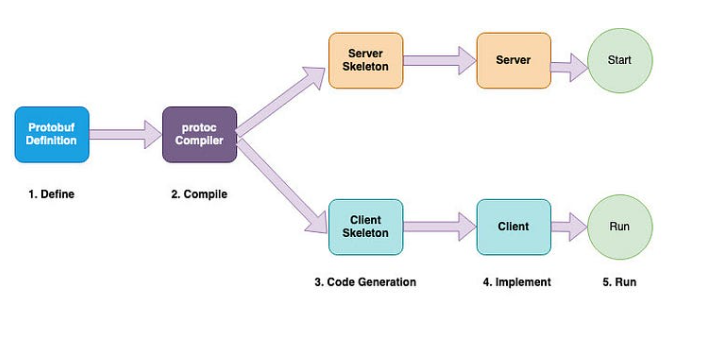 Server
Skeleton
Server
Start
Protobuf
Definition
protoc
Compiler
1. Define
2. Compile
Client
Skeleton
Client
Run
3. Code Generation
4. Implement
5. Run